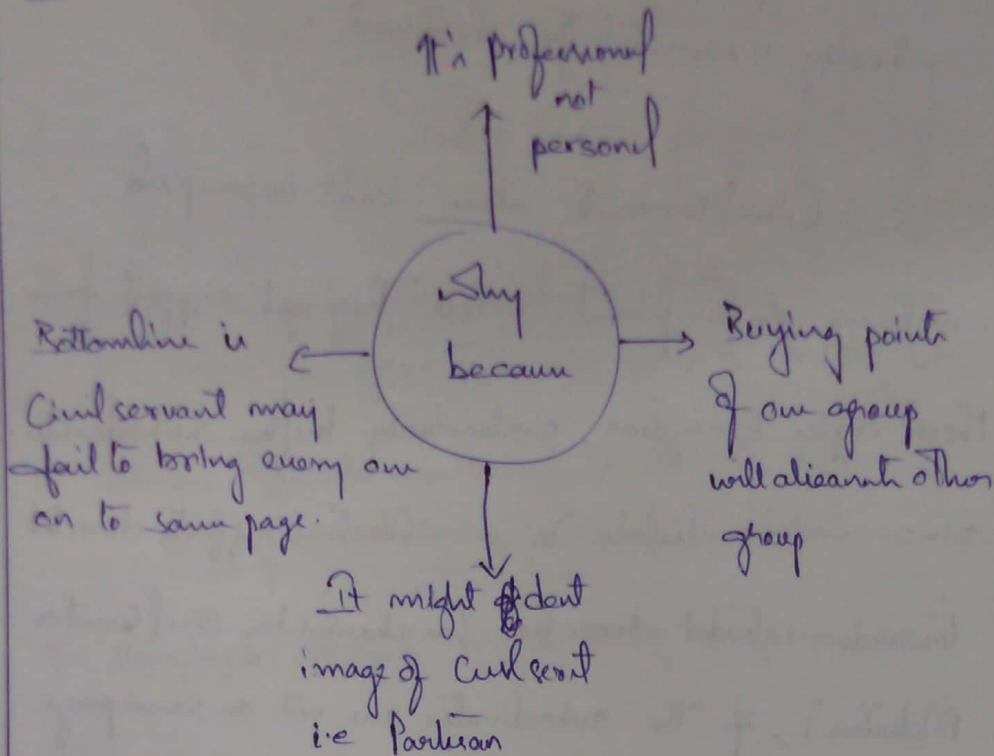 It's professional
not
personal
Why
because
Bottomline is
Civil servant may
fail to bring every one
on to same page.
Buying points
of one group
will alieanate other
group
It might dent
image of Civil servt
i.e Partisan